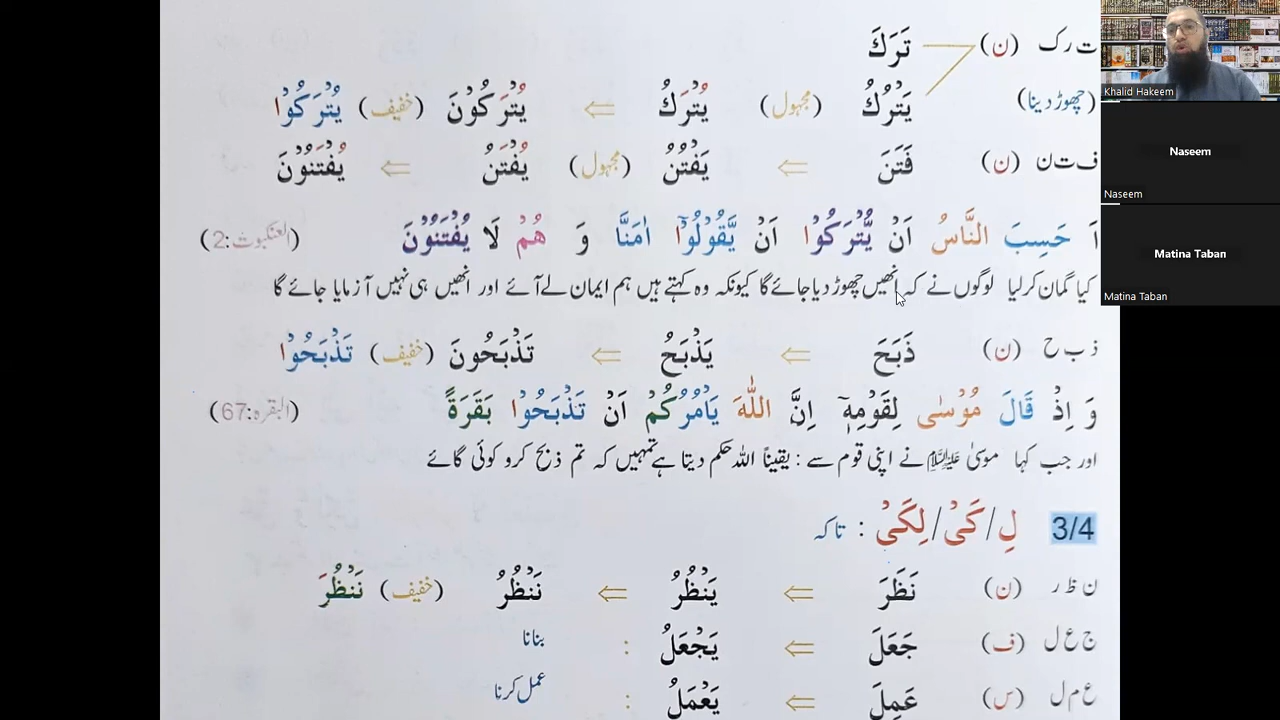 ت ر ک (ن) تَرَكَ
(چھوڑ دینا) يَتْرُكُ (مجہول) يُتْرَكُ ⇐ يُتْرَكُوْنَ (خفیف) يُتْرَكُوْا
ف ت ن (ن) فَتَنَ ⇐ يَفْتُنُ (مجہول) يُفْتَنُ ⇐ يُفْتَنُوْنَ
اَ حَسِبَ النَّاسُ اَنْ يُّتْرَكُوْا اَنْ يَّقُوْلُوْٓا اٰمَنَّا وَ هُمْ لَا يُفْتَنُوْنَ (العنکبوت:2)
کیا گمان کرلیا لوگوں نے کہ انھیں چھوڑ دیا جائے گا کیونکہ وہ کہتے ہیں ہم ایمان لے آئے اور انھیں ہی نہیں آزمایا جائے گا
ذ ب ح (ن) ذَبَحَ ⇐ يَذْبَحُ ⇐ تَذْبَحُونَ (خفیف) تَذْبَحُوْا
وَ اِذْ قَالَ مُوْسٰى لِقَوْمِهٖٓ اِنَّ اللّٰهَ يَاْمُرُكُمْ اَنْ تَذْبَحُوْا بَقَرَةً (البقرہ:67)
اور جب کہا موسیٰ علیہ السلام نے اپنی قوم سے : یقیناً اللہ حکم دیتا ہے تمہیں کہ تم ذبح کرو کوئی گائے
3/4 لِ/كَىْ/لِكَىْ : تاکہ
ن ظ ر (ن) نَظَرَ ⇐ يَنْظُرُ ⇐ نَنْظُرُ (خفیف) نَنْظُرَ
ج ع ل (ف) جَعَلَ ⇐ يَجْعَلُ : بنانا
ع م ل (س) عَمِلَ ⇐ يَعْمَلُ : عمل کرنا
Khalid Hakeem
Naseem
Naseem
Matina Taban
Matina Taban